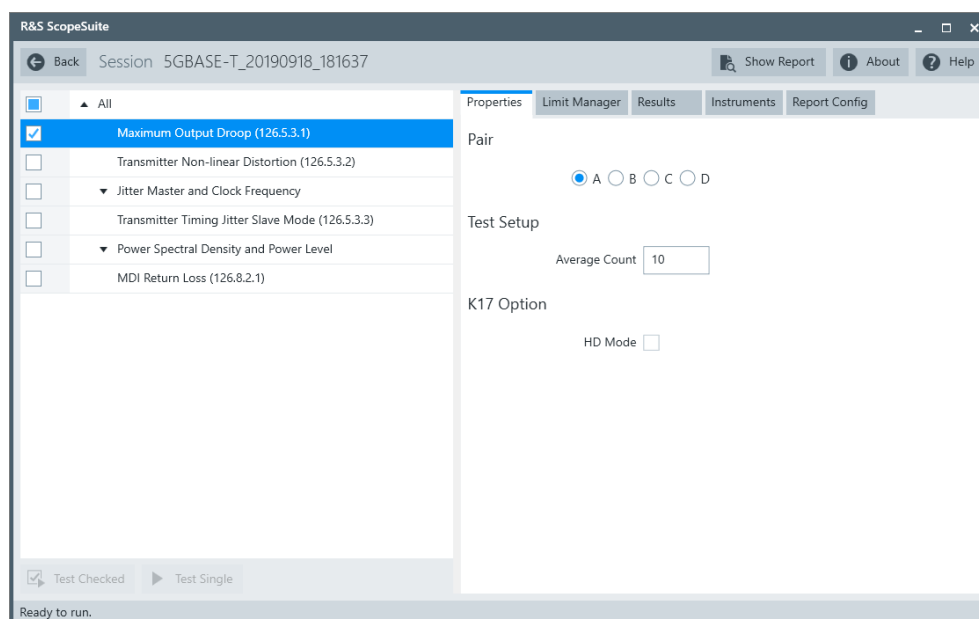 R&S ScopeSuite
Back Session 5GBASE-T_20190918_181637 Show Report About Help
All
Maximum Output Droop (126.5.3.1)
Transmitter Non-linear Distortion (126.5.3.2)
Jitter Master and Clock Frequency
Transmitter Timing Jitter Slave Mode (126.5.3.3)
Power Spectral Density and Power Level
MDI Return Loss (126.8.2.1)
Test Checked Test Single
Properties Limit Manager Results Instruments Report Config
Pair
A B C D
Test Setup
Average Count 10
K17 Option
HD Mode
Ready to run.